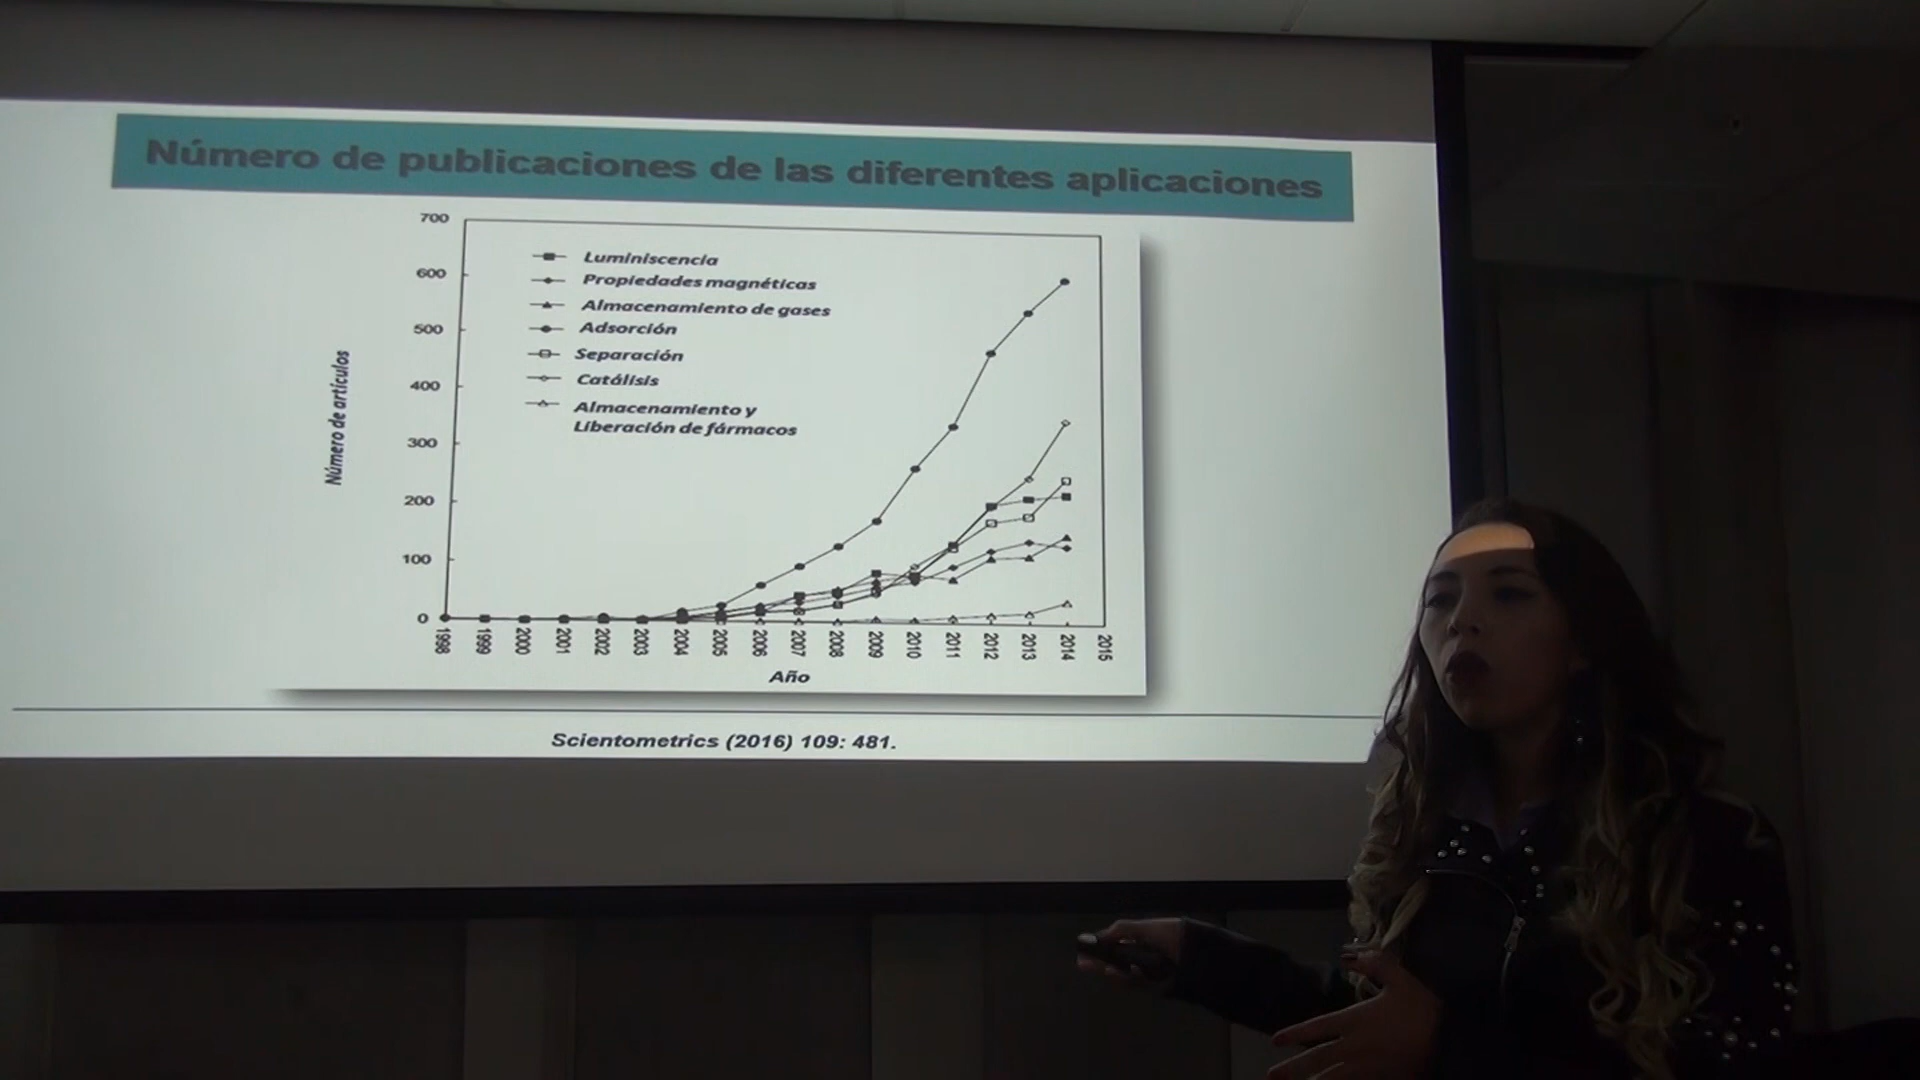 Número de publicaciones de las diferentes aplicaciones
700
600
500
400
300
200
100
0
Número de artículos
Luminiscencia
Propiedades magnéticas
Almacenamiento de gases
Adsorción
Separación
Catálisis
Almacenamiento y
Liberación de fármacos
1998 1999 2000 2001 2002 2003 2004 2005 2006 2007 2008 2009 2010 2011 2012 2013 2014 2015
Año
Scientometrics (2016) 109: 481.